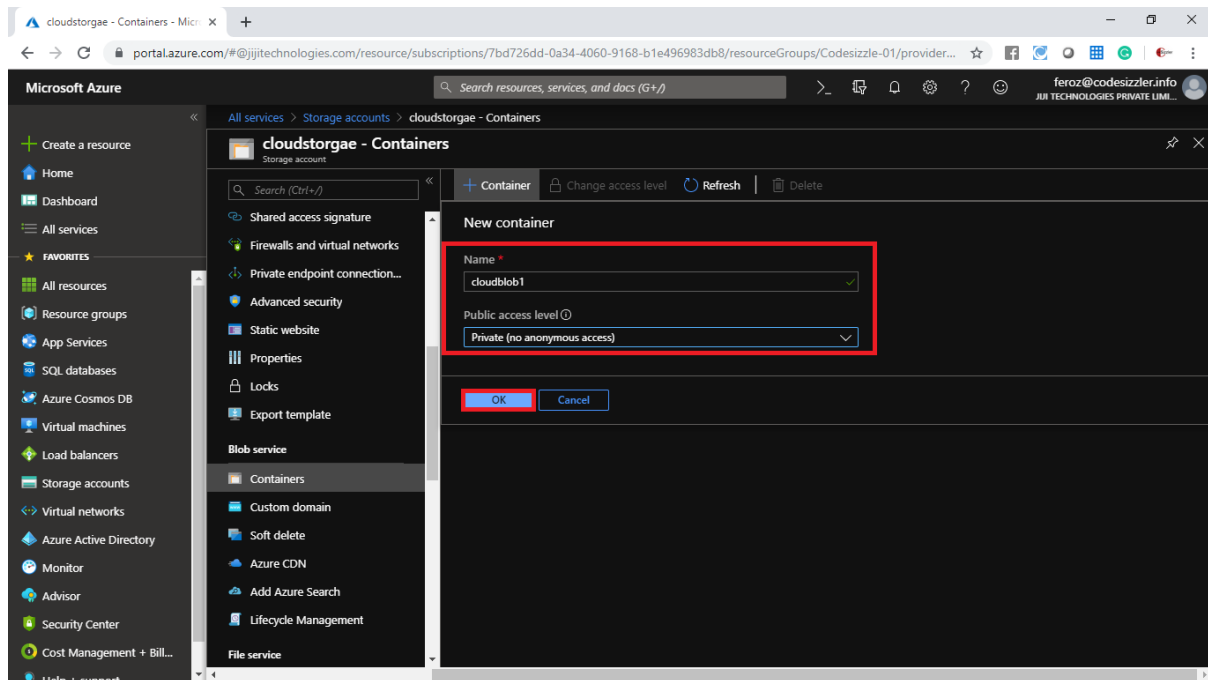 cloudstorgae - Containers - Micr
portal.azure.com/#@jijitechnologies.com/resource/subscriptions/7bd726dd-0a34-4060-9168-b1e496983db8/resourceGroups/Codesizzle-01/provider...
Microsoft Azure
Search resources, services, and docs (G+/)
feroz@codesizzler.info
JIJI TECHNOLOGIES PRIVATE LIMI...
Create a resource
Home
Dashboard
All services
FAVORITES
All resources
Resource groups
App Services
SQL databases
Azure Cosmos DB
Virtual machines
Load balancers
Storage accounts
Virtual networks
Azure Active Directory
Monitor
Advisor
Security Center
Cost Management + Bill...
Help + support
All services > Storage accounts > cloudstorgae - Containers
cloudstorgae - Containers
Storage account
Search (Ctrl+/)
Shared access signature
Firewalls and virtual networks
Private endpoint connection...
Advanced security
Static website
Properties
Locks
Export template
Blob service
Containers
Custom domain
Soft delete
Azure CDN
Add Azure Search
Lifecycle Management
File service
Container
Change access level
Refresh
Delete
New container
Name *
cloudblob1
Public access level
Private (no anonymous access)
OK
Cancel